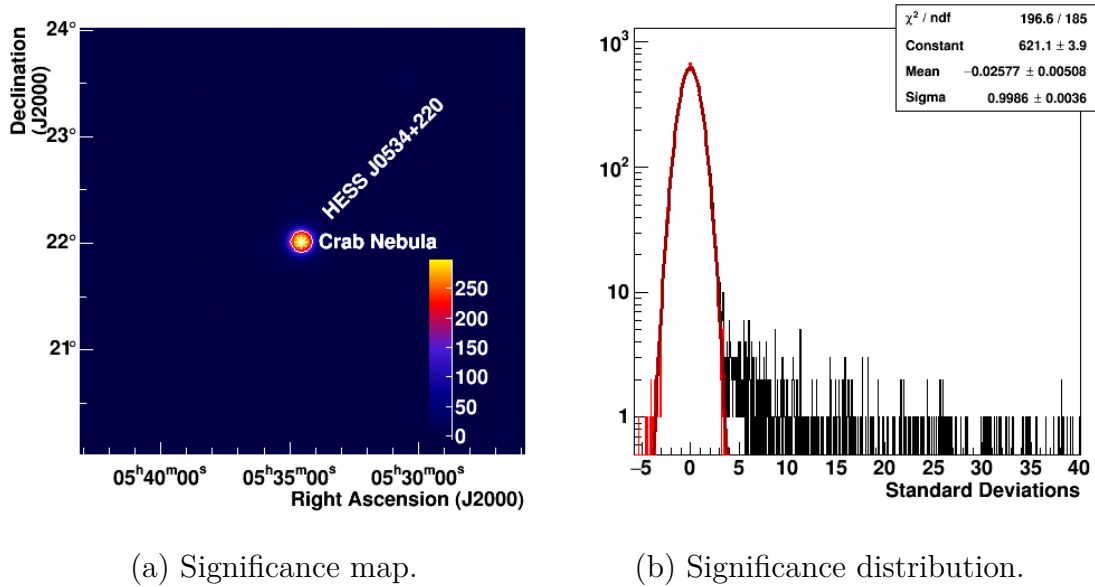 24°
23°
22°
21°
Declination
(J2000)
HESS J0534+220
Crab Nebula
250
200
150
100
50
0
05ʰ40ᵐ00ˢ 05ʰ35ᵐ00ˢ 05ʰ30ᵐ00ˢ
Right Ascension (J2000)
χ² / ndf 196.6 / 185
Constant 621.1 ± 3.9
Mean −0.02577 ± 0.00508
Sigma 0.9986 ± 0.0036
10³
10²
10
1
−5 0 5 10 15 20 25 30 35 40
Standard Deviations
(a) Significance map.
(b) Significance distribution.